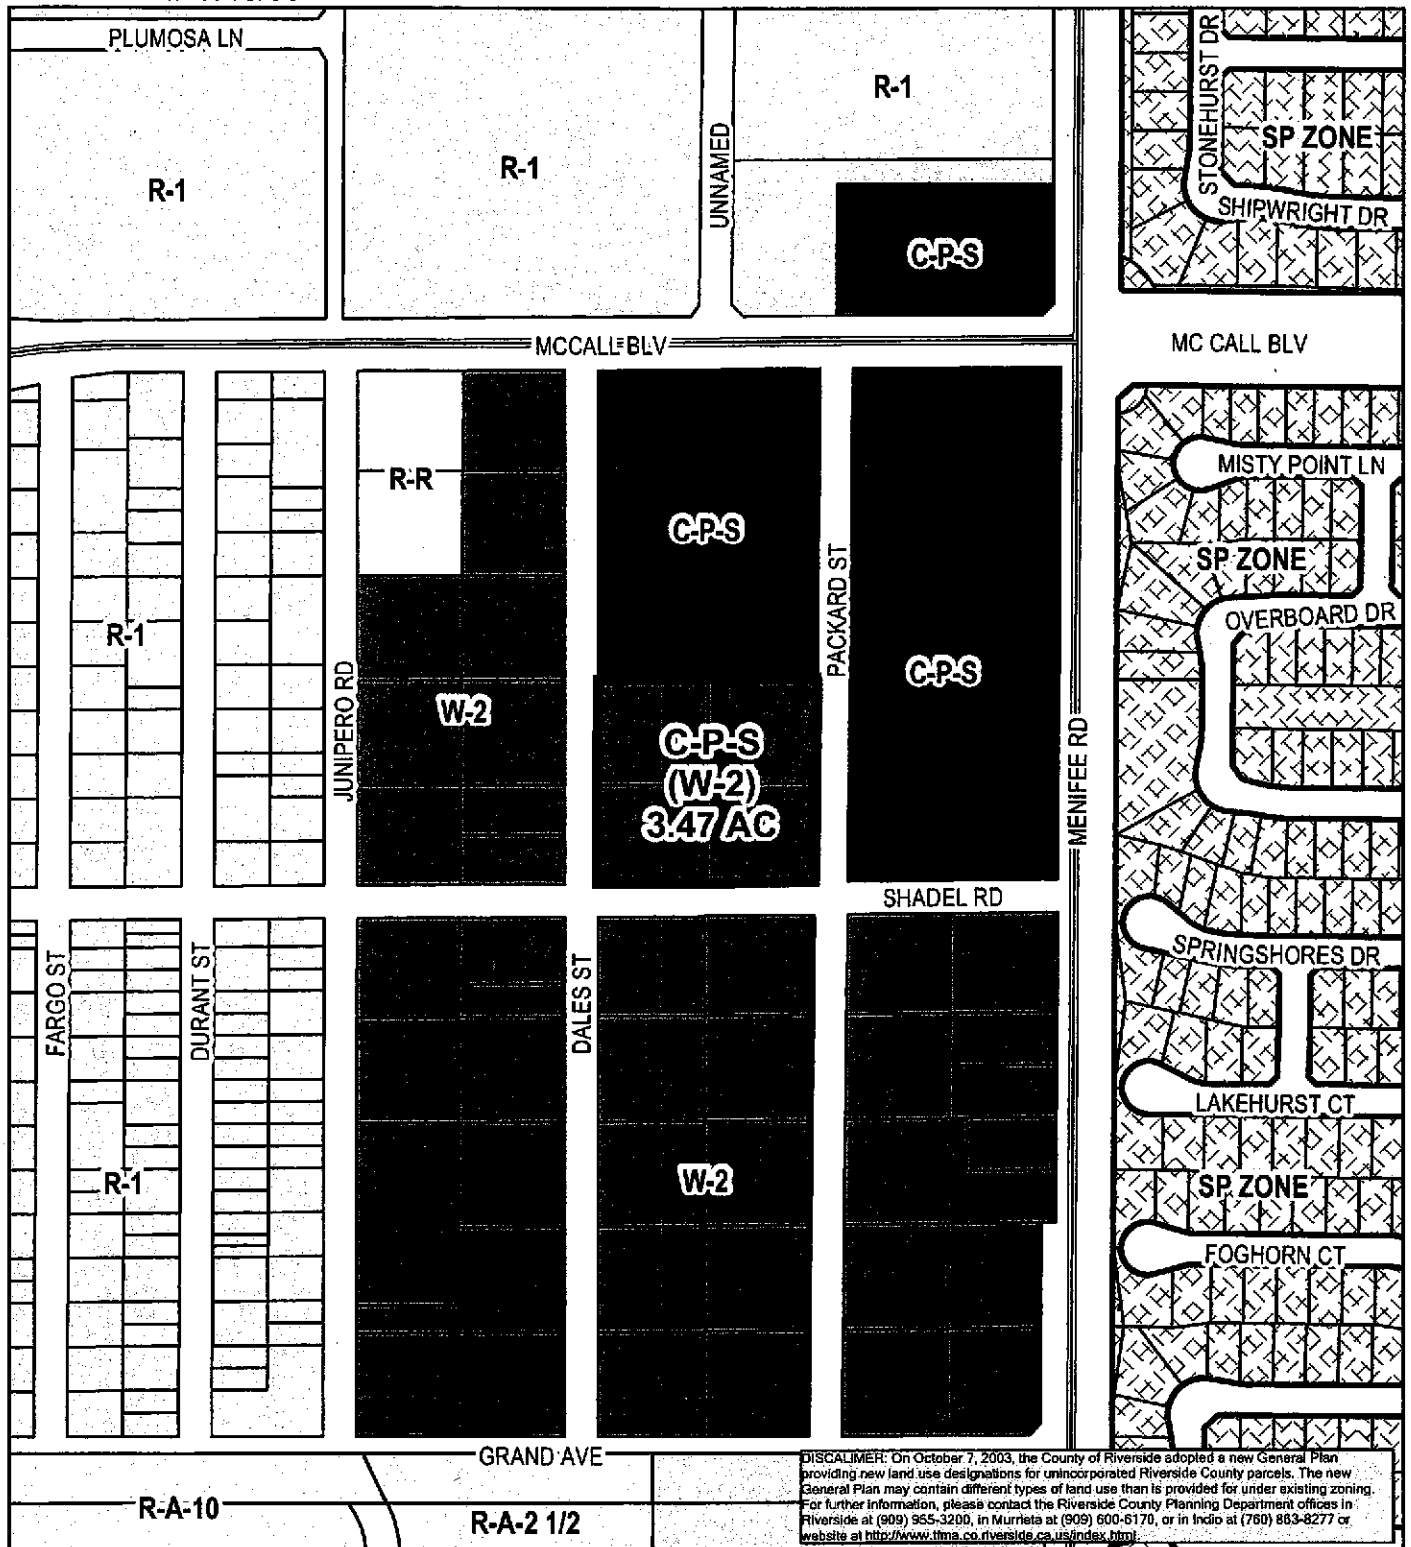 PLUMOSA LN
R-1
R-1
UNNAMED
R-1
C-P-S
STONEHURST DR
SP ZONE
SHIPWRIGHT DR
MCCALL BLV
MC CALL BLV
R-R
C-P-S
MISTY POINT LN
SP ZONE
OVERBOARD DR
R-1
JUNIPERO RD
W-2
PACKARD ST
C-P-S
C-P-S
(W-2)
3.47 AC
MENIFEE RD
SHADEL RD
FARGO ST
DURANT ST
DALES ST
SPRINGSHORES DR
LAKEHURST CT
R-1
W-2
SP ZONE
FOGHORN CT
GRAND AVE
R-A-10
R-A-2 1/2
DISCALIMER: On October 7, 2003, the County of Riverside adopted a new General Plan
providing new land use designations for unincorporated Riverside County parcels. The new
General Plan may contain different types of land use than is provided for under existing zoning.
For further information, please contact the Riverside County Planning Department offices in
Riverside at (909) 955-3200, in Murrieta at (909) 600-6170, or in Indio at (760) 863-8277 or
website at http://www.tlma.co.riverside.ca.us/index.html.